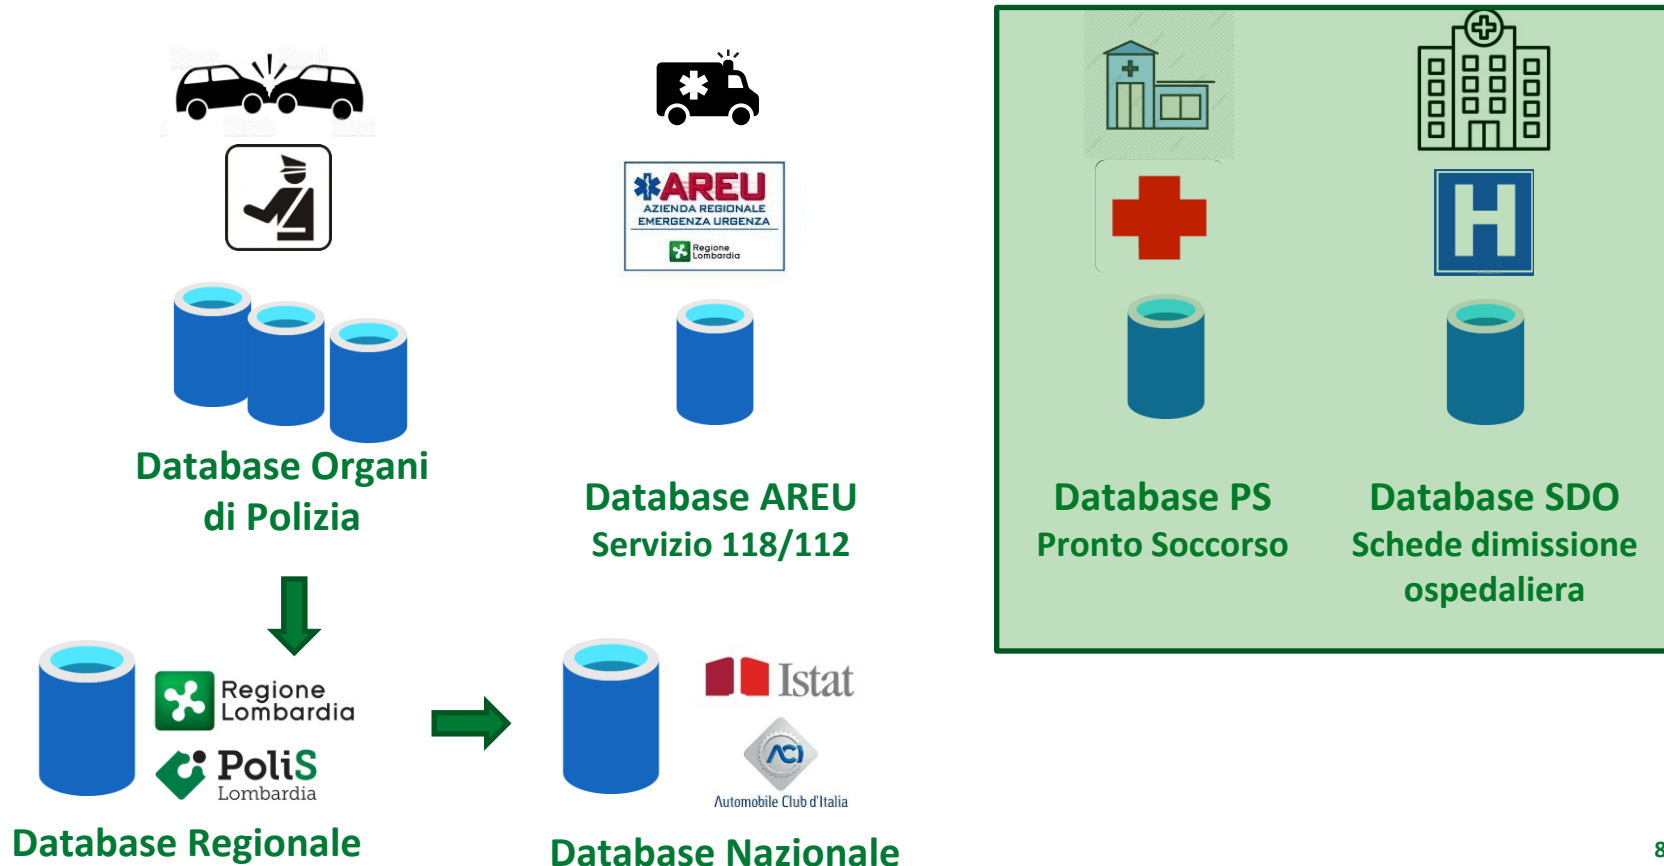 AREU
AZIENDA REGIONALE
EMERGENZA URGENZA
Regione
Lombardia
H
Database Organi
di Polizia
Database AREU
Servizio 118/112
Database PS
Pronto Soccorso
Database SDO
Schede dimissione
ospedaliera
Regione
Lombardia
PoliS
Lombardia
Database Regionale
Istat
ACI
Automobile Club d'Italia
Database Nazionale
8